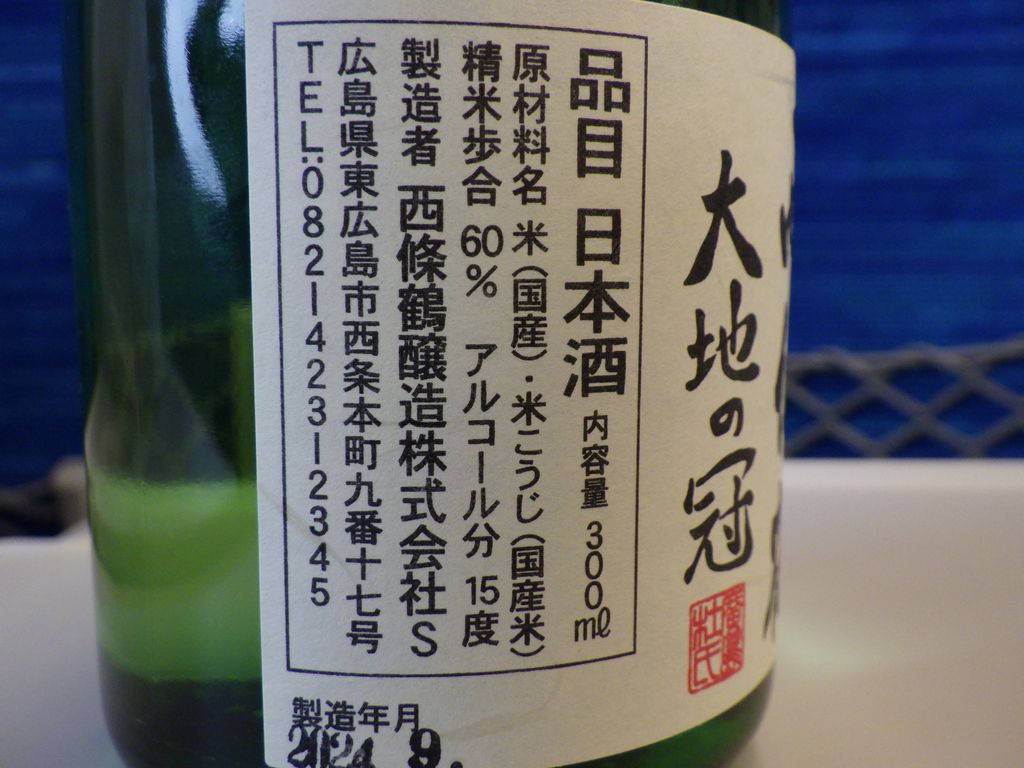 大地の冠
品目 日本酒 内容量 300ml
原材料名 米(国産)・米こうじ(国産米)
精米歩合 60% アルコール分 15度
製造者 西條鶴醸造株式会社S
広島県東広島市西条本町九番十七号
TEL:082-423-2345
製造年月
2024 9.